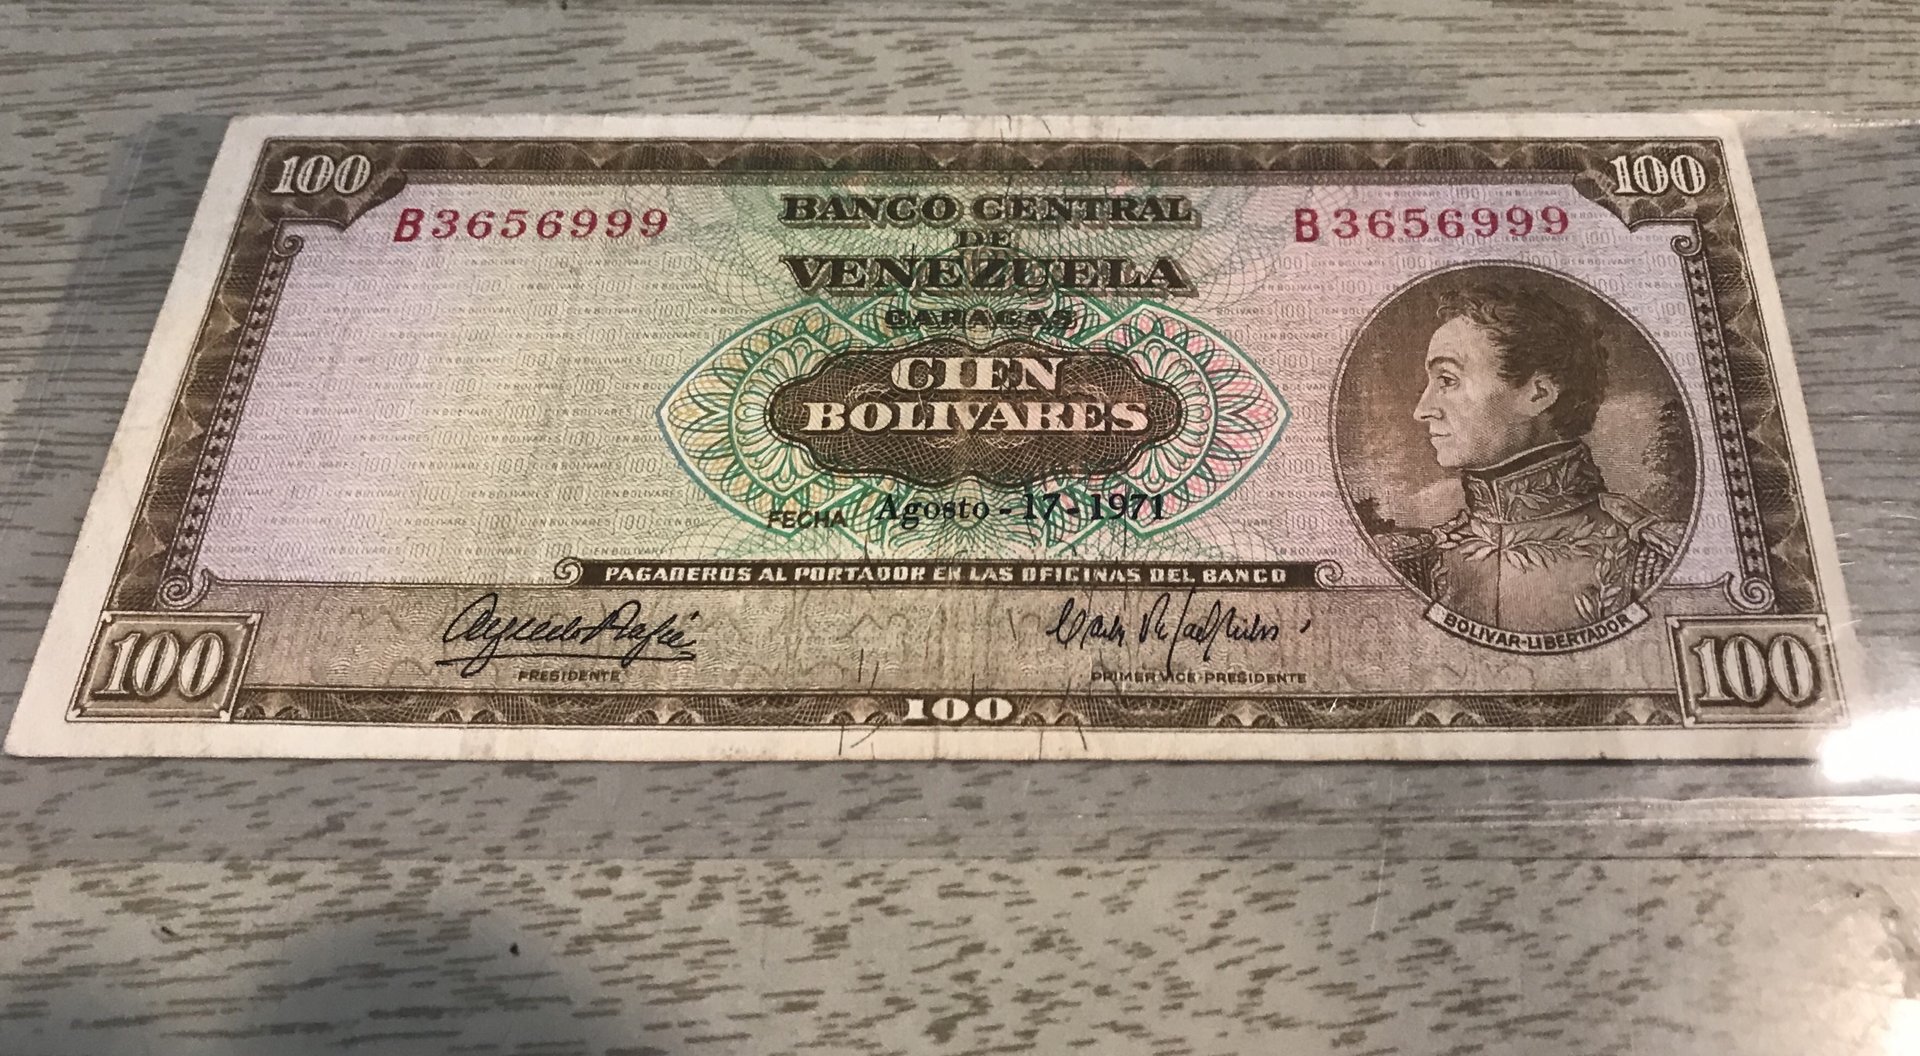 100 100
B3656999 B3656999
BANCO CENTRAL
DE
VENEZUELA
CARACAS
CIEN
BOLIVARES
FECHA Agosto - 17 - 1971
PAGADEROS AL PORTADOR EN LAS OFICINAS DEL BANCO
PRESIDENTE PRIMER VICE-PRESIDENTE
BOLIVAR-LIBERTADOR
100 100 100